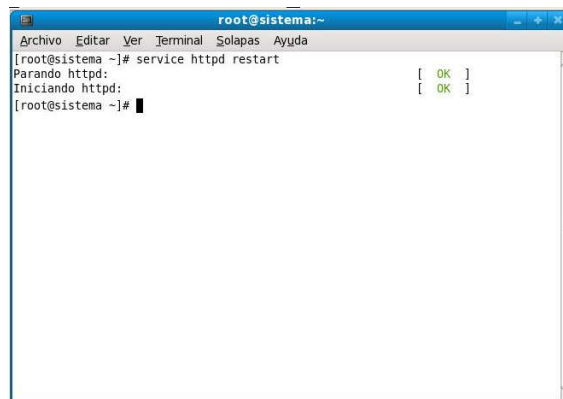 root@sistema:~
Archivo Editar Ver Terminal Solapas Ayuda
[root@sistema ~]# service httpd restart
Parando httpd: [ OK ]
Iniciando httpd: [ OK ]
[root@sistema ~]#